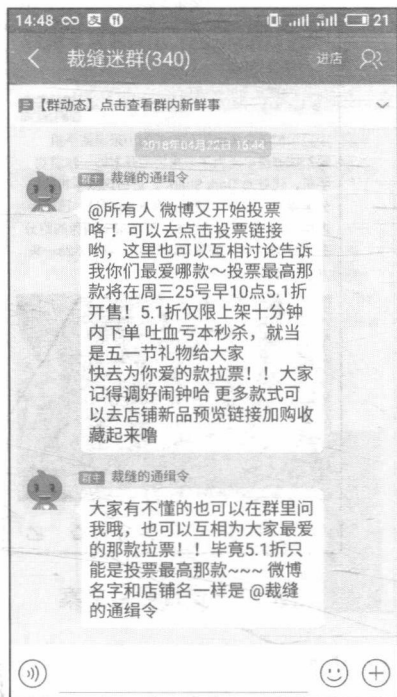 14:48 21
裁缝迷群(340) 进店
【群动态】点击查看群内新鲜事
2018年04月22日 15:44
群主 裁缝的通缉令
@所有人 微博又开始投票
咯！可以去点击投票链接
哟，这里也可以互相讨论告诉
我你们最爱哪款～投票最高那
款将在周三25号早10点5.1折
开售！5.1折仅限上架十分钟
内下单 吐血亏本秒杀，就当
是五一节礼物给大家
快去为你爱的款拉票！！大家
记得调好闹钟哈 更多款式可
以去店铺新品预览链接加购收
藏起来噜
群主 裁缝的通缉令
大家有不懂的也可以在群里问
我哦，也可以互相为大家最爱
的那款拉票！！毕竟5.1折只
能是投票最高那款~~~ 微博
名字和店铺名一样是 @裁缝
的通缉令